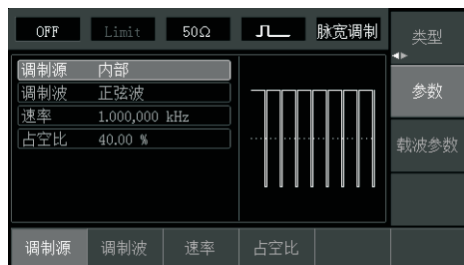 OFF Limit 50Ω 脉宽调制 类型
调制源 内部
调制波 正弦波
参数
速率 1.000,000 kHz
占空比 40.00 %
载波参数
调制源 调制波 速率 占空比